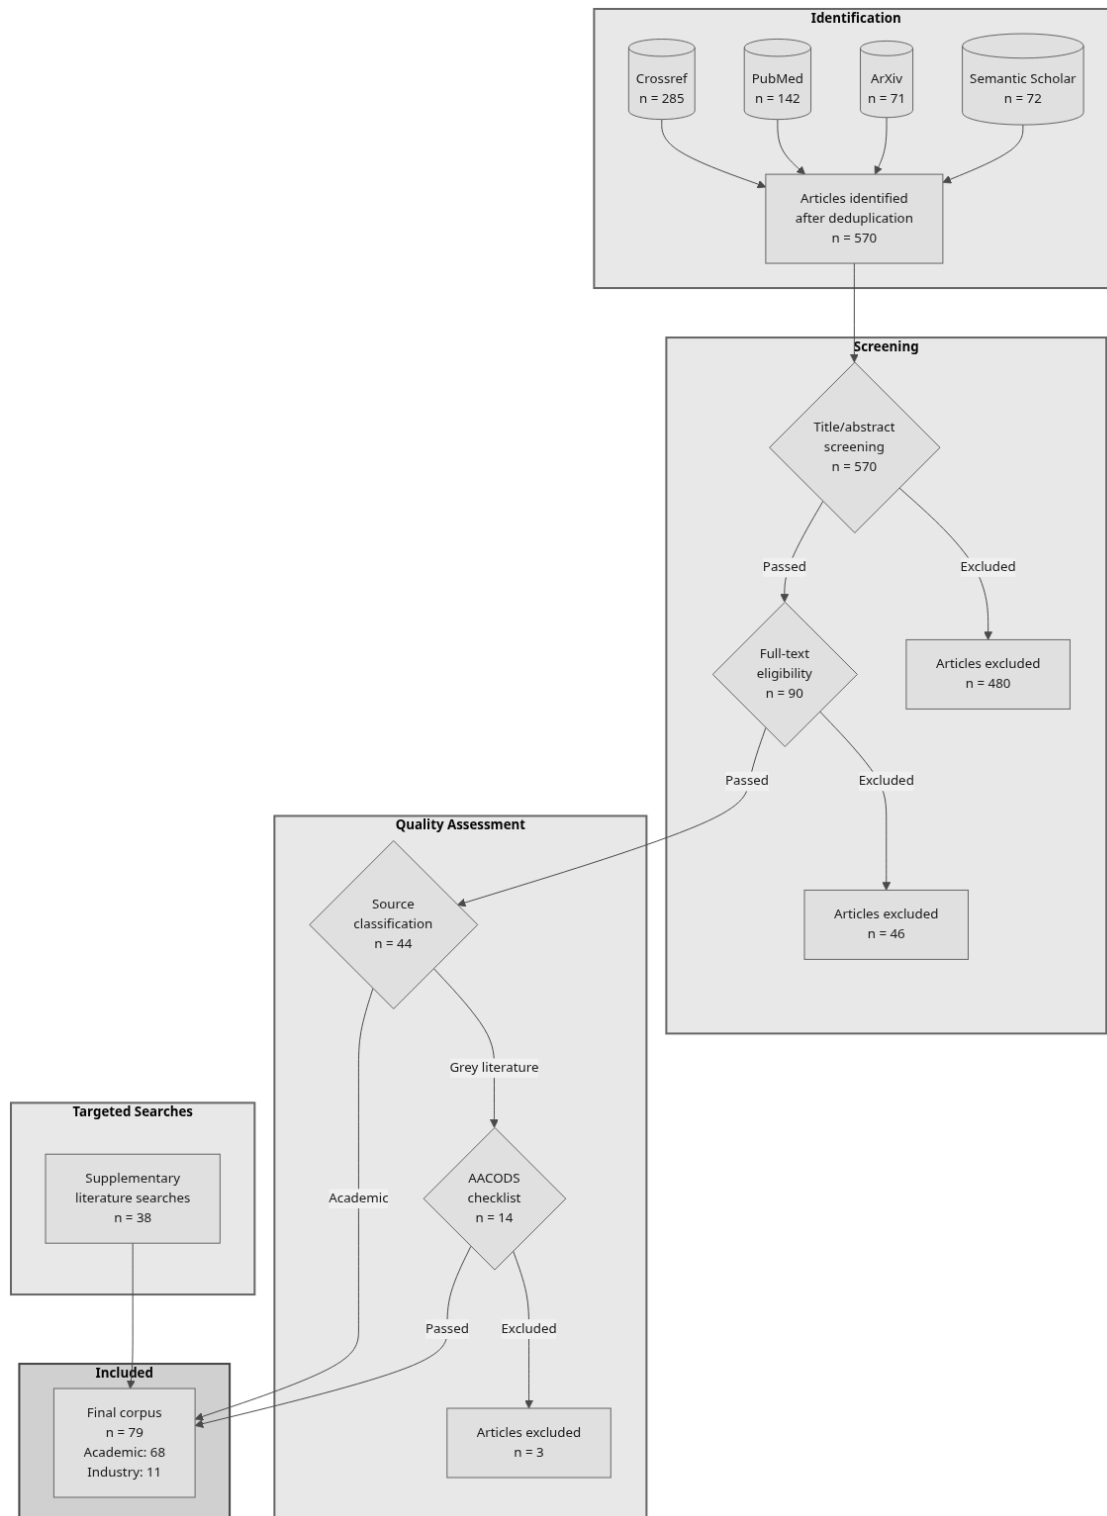 Identification
Crossref
n = 285
PubMed
n = 142
ArXiv
n = 71
Semantic Scholar
n = 72
Articles identified
after deduplication
n = 570
Screening
Title/abstract
screening
n = 570
Passed
Excluded
Full-text
eligibility
n = 90
Articles excluded
n = 480
Passed
Excluded
Articles excluded
n = 46
Quality Assessment
Source
classification
n = 44
Grey literature
Academic
AACODS
checklist
n = 14
Passed
Excluded
Articles excluded
n = 3
Targeted Searches
Supplementary
literature searches
n = 38
Included
Final corpus
n = 79
Academic: 68
Industry: 11